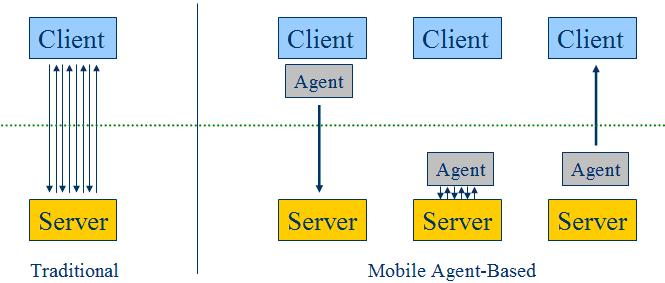 Client
Server
Traditional
Client
Agent
Server
Client
Agent
Server
Client
Agent
Server
Mobile Agent-Based